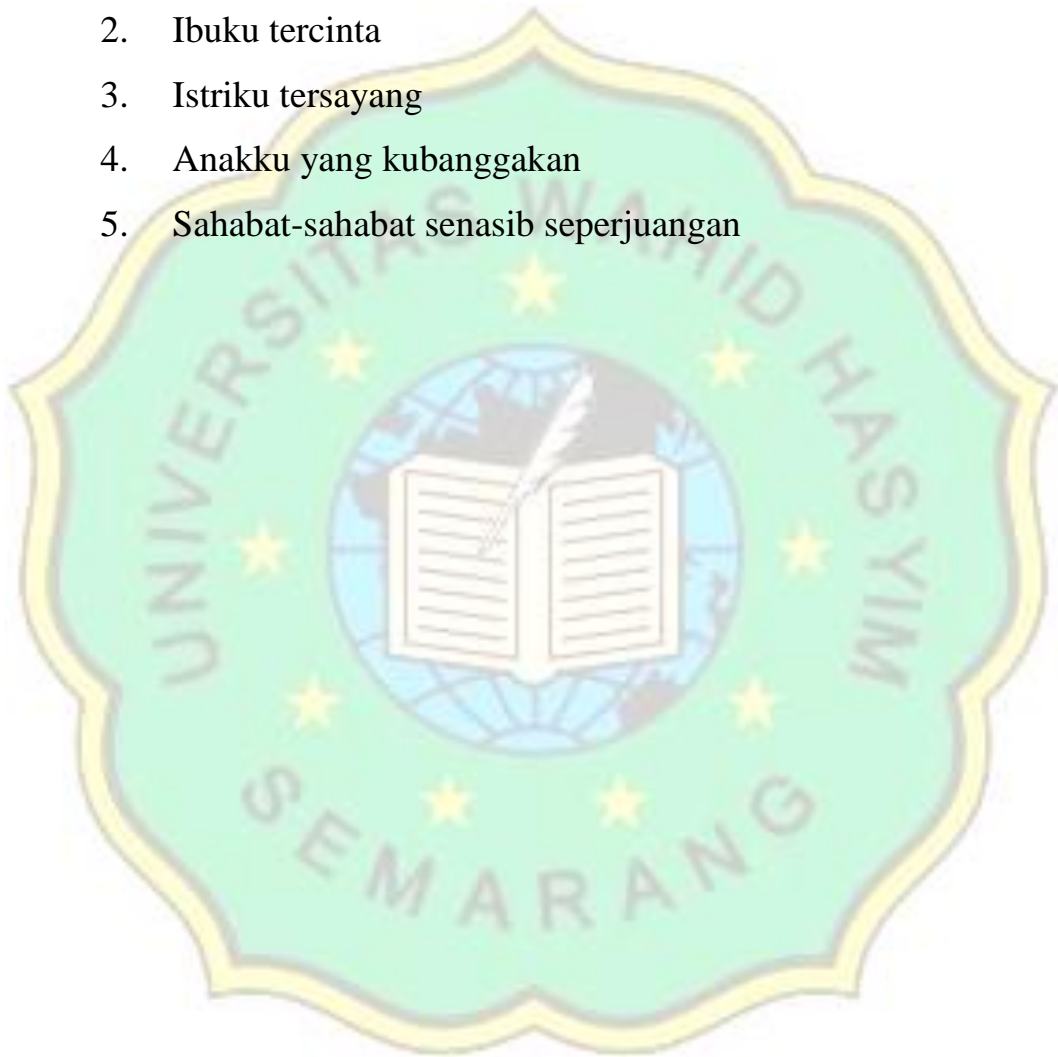 2. Ibuku tercinta
3. Istriku tersayang
4. Anakku yang kubanggakan
5. Sahabat-sahabat senasib seperjuangan
UNIVERSITAS WAHID HASYIM
SEMARANG